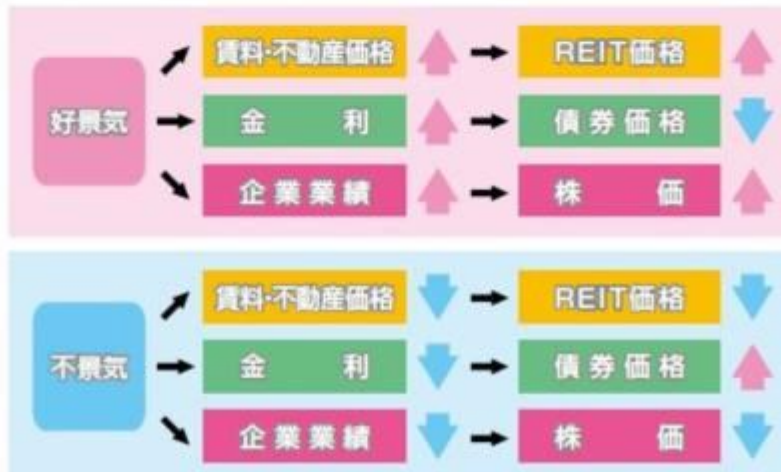 好景気
賃料・不動産価格
REIT価格
金利
債券価格
企業業績
株価
不景気
賃料・不動産価格
REIT価格
金利
債券価格
企業業績
株価